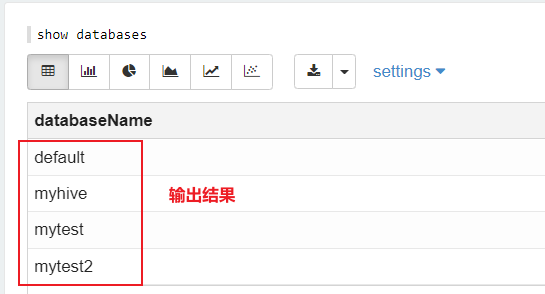 show databases
settings
databaseName
default
myhive
输出结果
mytest
mytest2